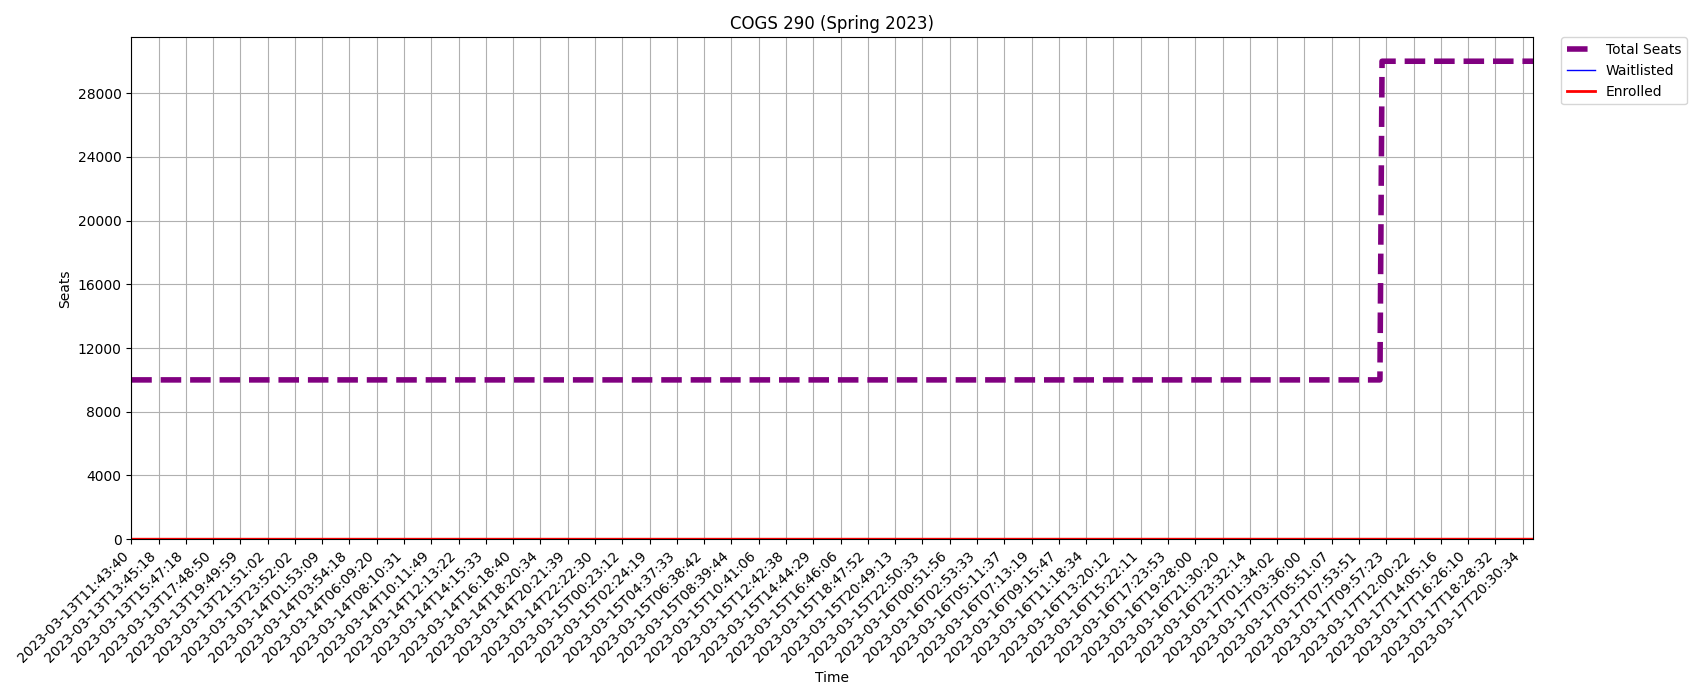 COGS 290 (Spring 2023)
Total Seats
Waitlisted
Enrolled
Seats
28000
24000
20000
16000
12000
8000
4000
0
2023-03-13T11:43:40
2023-03-13T13:45:18
2023-03-13T15:47:18
2023-03-13T17:48:50
2023-03-13T19:49:59
2023-03-13T21:51:02
2023-03-13T23:52:02
2023-03-14T01:53:09
2023-03-14T03:54:18
2023-03-14T06:09:20
2023-03-14T08:10:31
2023-03-14T10:11:49
2023-03-14T12:13:22
2023-03-14T14:15:33
2023-03-14T16:18:40
2023-03-14T18:20:34
2023-03-14T20:21:39
2023-03-14T22:22:30
2023-03-15T00:23:12
2023-03-15T02:24:19
2023-03-15T04:37:33
2023-03-15T06:38:42
2023-03-15T08:39:44
2023-03-15T10:41:06
2023-03-15T12:42:38
2023-03-15T14:44:29
2023-03-15T16:46:06
2023-03-15T18:47:52
2023-03-15T20:49:13
2023-03-15T22:50:33
2023-03-16T00:51:56
2023-03-16T02:53:33
2023-03-16T05:11:37
2023-03-16T07:13:19
2023-03-16T09:15:47
2023-03-16T11:18:34
2023-03-16T13:20:12
2023-03-16T15:22:11
2023-03-16T17:23:53
2023-03-16T19:28:00
2023-03-16T21:30:20
2023-03-16T23:32:14
2023-03-17T01:34:02
2023-03-17T03:36:00
2023-03-17T05:51:07
2023-03-17T07:53:51
2023-03-17T09:57:23
2023-03-17T12:00:22
2023-03-17T14:05:16
2023-03-17T16:26:10
2023-03-17T18:28:32
2023-03-17T20:30:34
Time